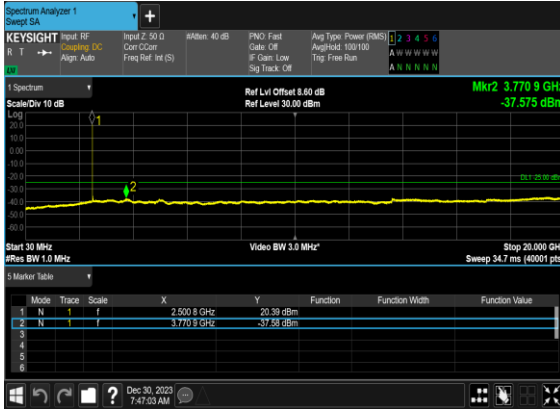 Spectrum Analyzer 1
Swept SA
+
KEYSIGHT
R T
Input: RF
Coupling: DC
Align: Auto
Input Z: 50 Ω
Corr CCorr
Freq Ref: Int (S)
#Atten: 40 dB
PNO: Fast
Gate: Off
IF Gain: Low
Sig Track: Off
Avg Type: Power (RMS)
Avg|Hold: 100/100
Trig: Free Run
1 2 3 4 5 6
A W W W W W
A N N N N N
1 Spectrum
Scale/Div 10 dB
Ref Lvl Offset 8.60 dB
Ref Level 30.00 dBm
Mkr2 3.770 9 GHz
-37.575 dBm
Log
20.0
10.0
0.00
-10.0
-20.0
-30.0
-40.0
-50.0
-60.0
1
2
Start 30 MHz
#Res BW 1.0 MHz
Video BW 3.0 MHz*
Stop 20.000 GH
Sweep 34.7 ms (40001 pts
5 Marker Table
Mode Trace Scale X Y Function Function Width Function Value
1 N 1 f 2.500 8 GHz 20.39 dBm
2 N 1 f 3.770 9 GHz -37.58 dBm
3
4
5
6
?
Dec 30, 2023
7:47:03 AM